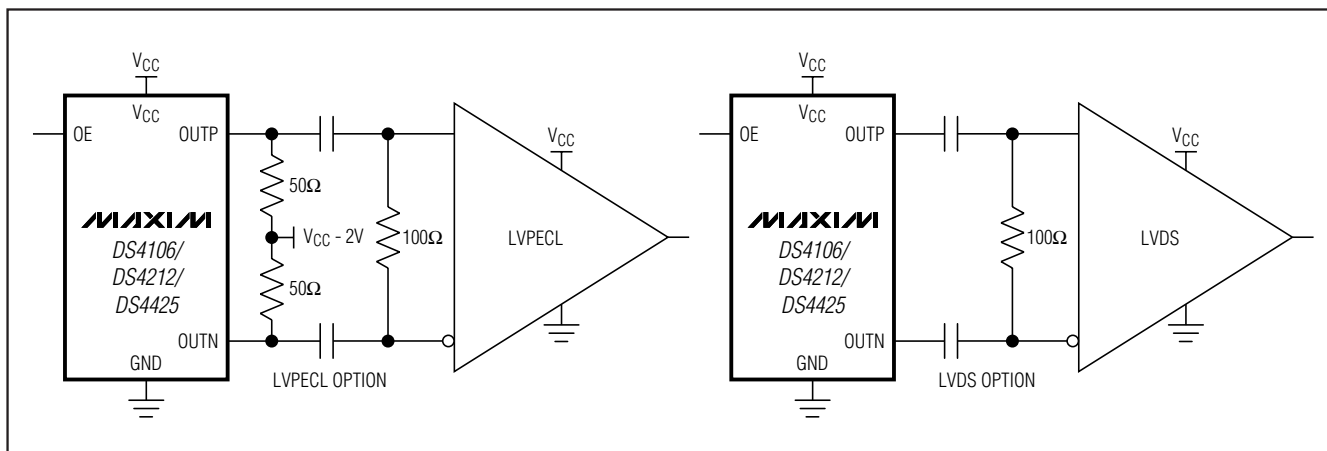 VCC
VCC
OE
OUTP
50Ω
MAXIM
VCC - 2V
DS4106/
DS4212/
DS4425
50Ω
OUTN
GND
100Ω
VCC
LVPECL
LVPECL OPTION
VCC
VCC
OE
OUTP
MAXIM
DS4106/
DS4212/
DS4425
OUTN
GND
100Ω
VCC
LVDS
LVDS OPTION